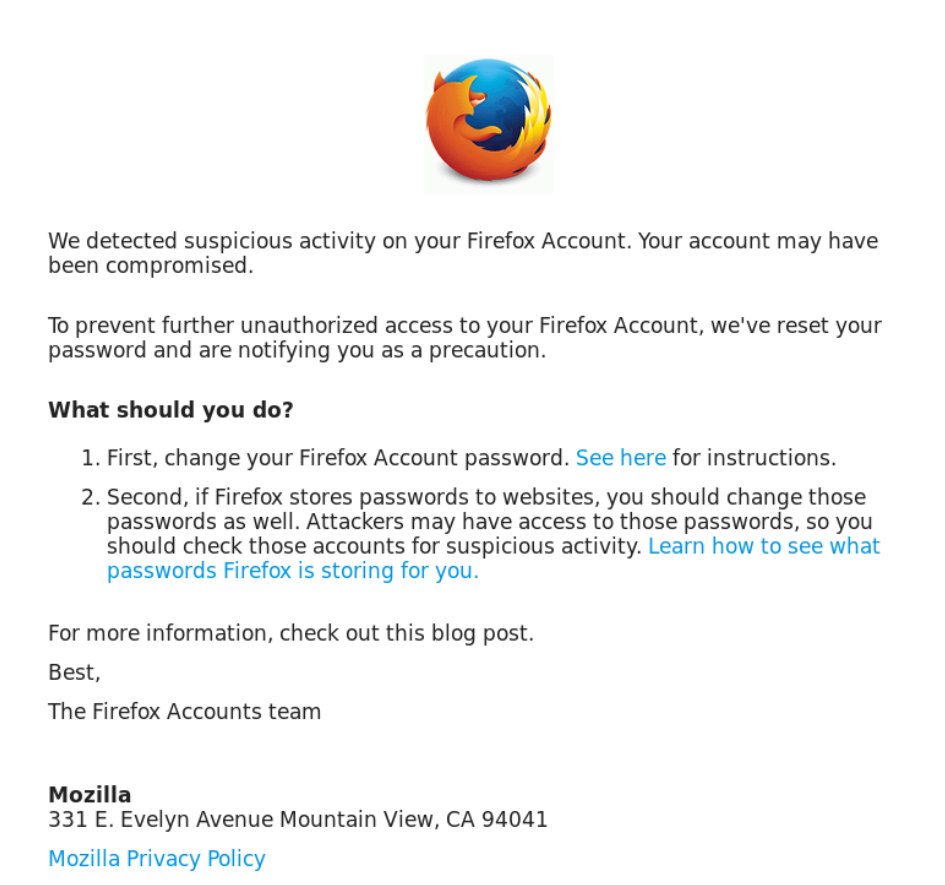 We detected suspicious activity on your Firefox Account. Your account may have
been compromised.
To prevent further unauthorized access to your Firefox Account, we've reset your
password and are notifying you as a precaution.
What should you do?
1. First, change your Firefox Account password. See here for instructions.
2. Second, if Firefox stores passwords to websites, you should change those
passwords as well. Attackers may have access to those passwords, so you
should check those accounts for suspicious activity. Learn how to see what
passwords Firefox is storing for you.
For more information, check out this blog post.
Best,
The Firefox Accounts team
Mozilla
331 E. Evelyn Avenue Mountain View, CA 94041
Mozilla Privacy Policy